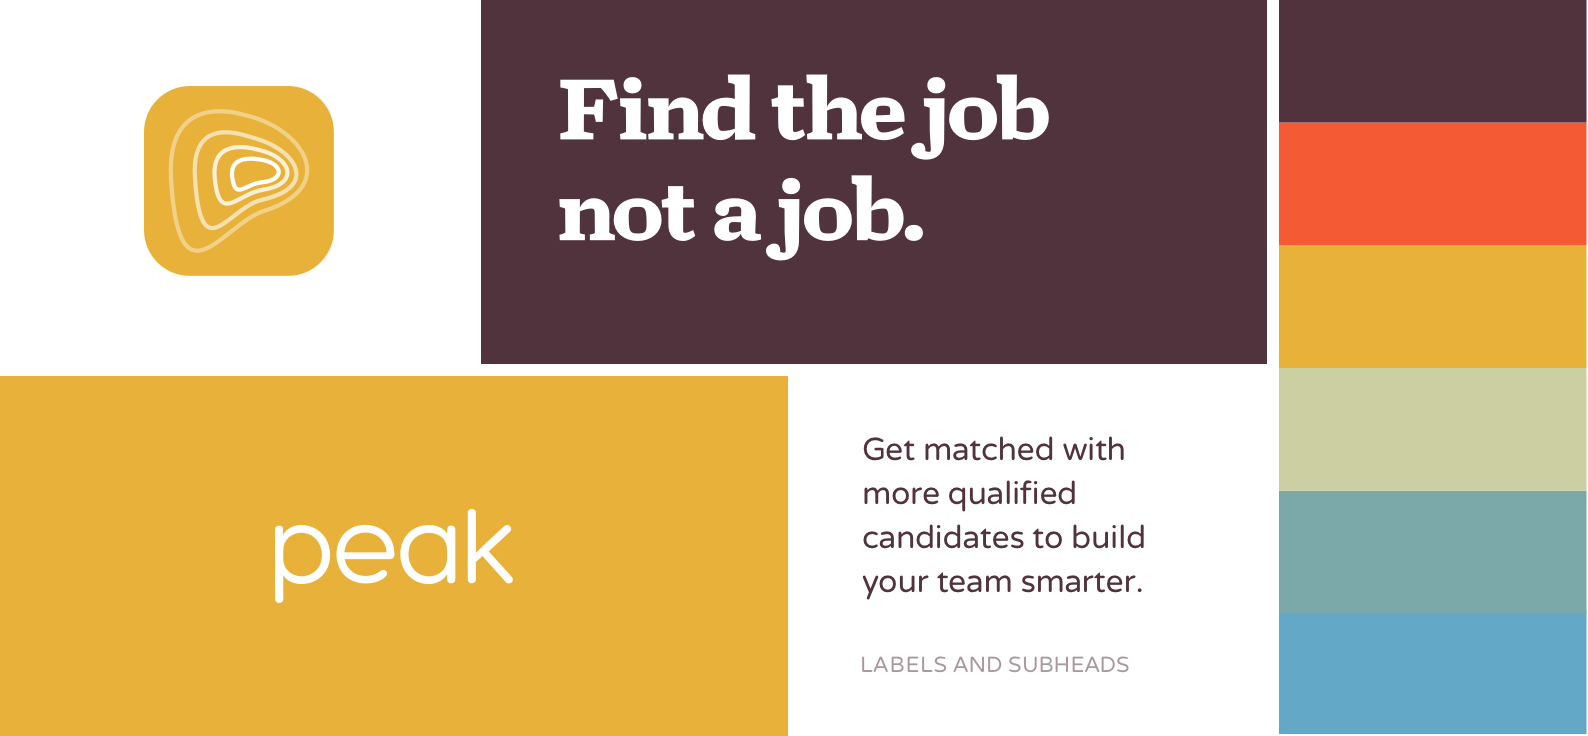 Find the job
not a job.
peak
Get matched with
more qualified
candidates to build
your team smarter.
LABELS AND SUBHEADS